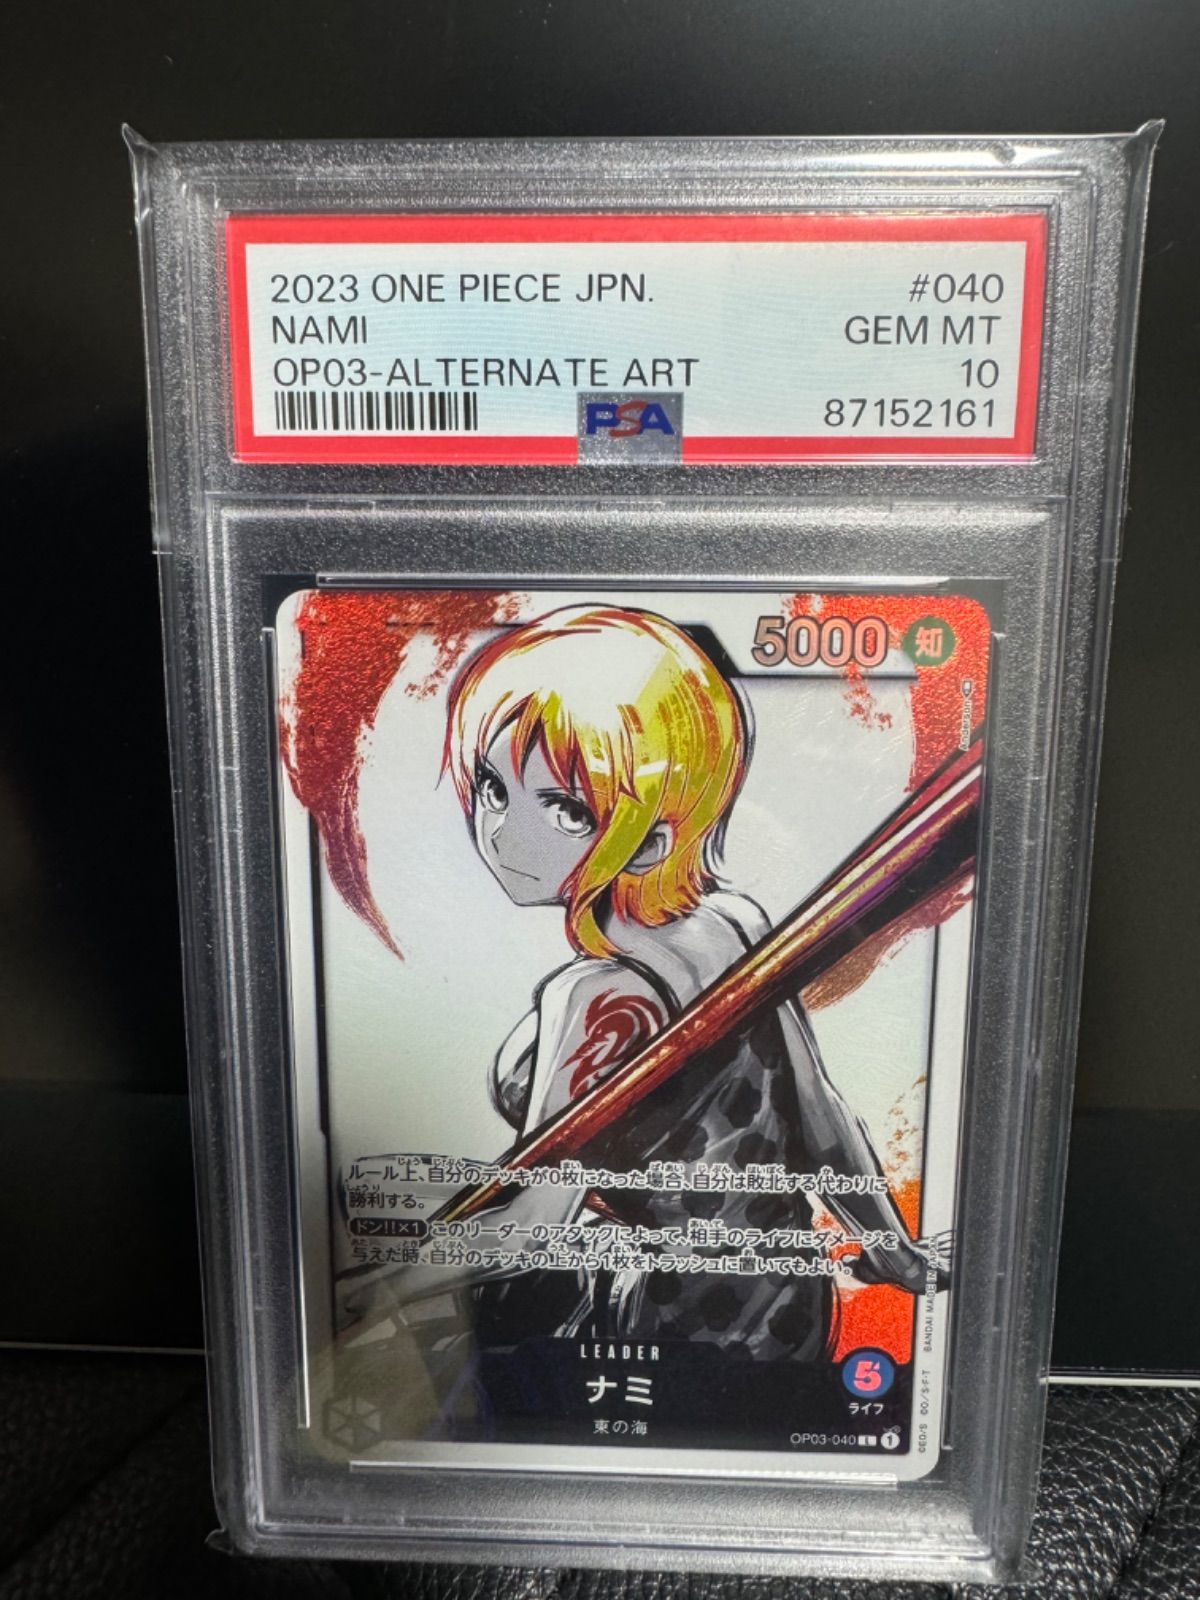 2023 ONE PIECE JPN. #040
NAMI GEM MT
OP03-ALTERNATE ART 10
PSA 87152161
5000 知
Anderson
ルール上、自分のデッキが0枚になった場合、自分は敗北する代わりに
勝利する。
ドン!!×1 このリーダーのアタックによって、相手のライフにダメージを
与えた時、自分のデッキの上から1枚をトラッシュに置いてもよい。
LEADER
ナミ
東の海
5
ライフ
OP03-040 L 1
BANDAI MADE IN JAPAN